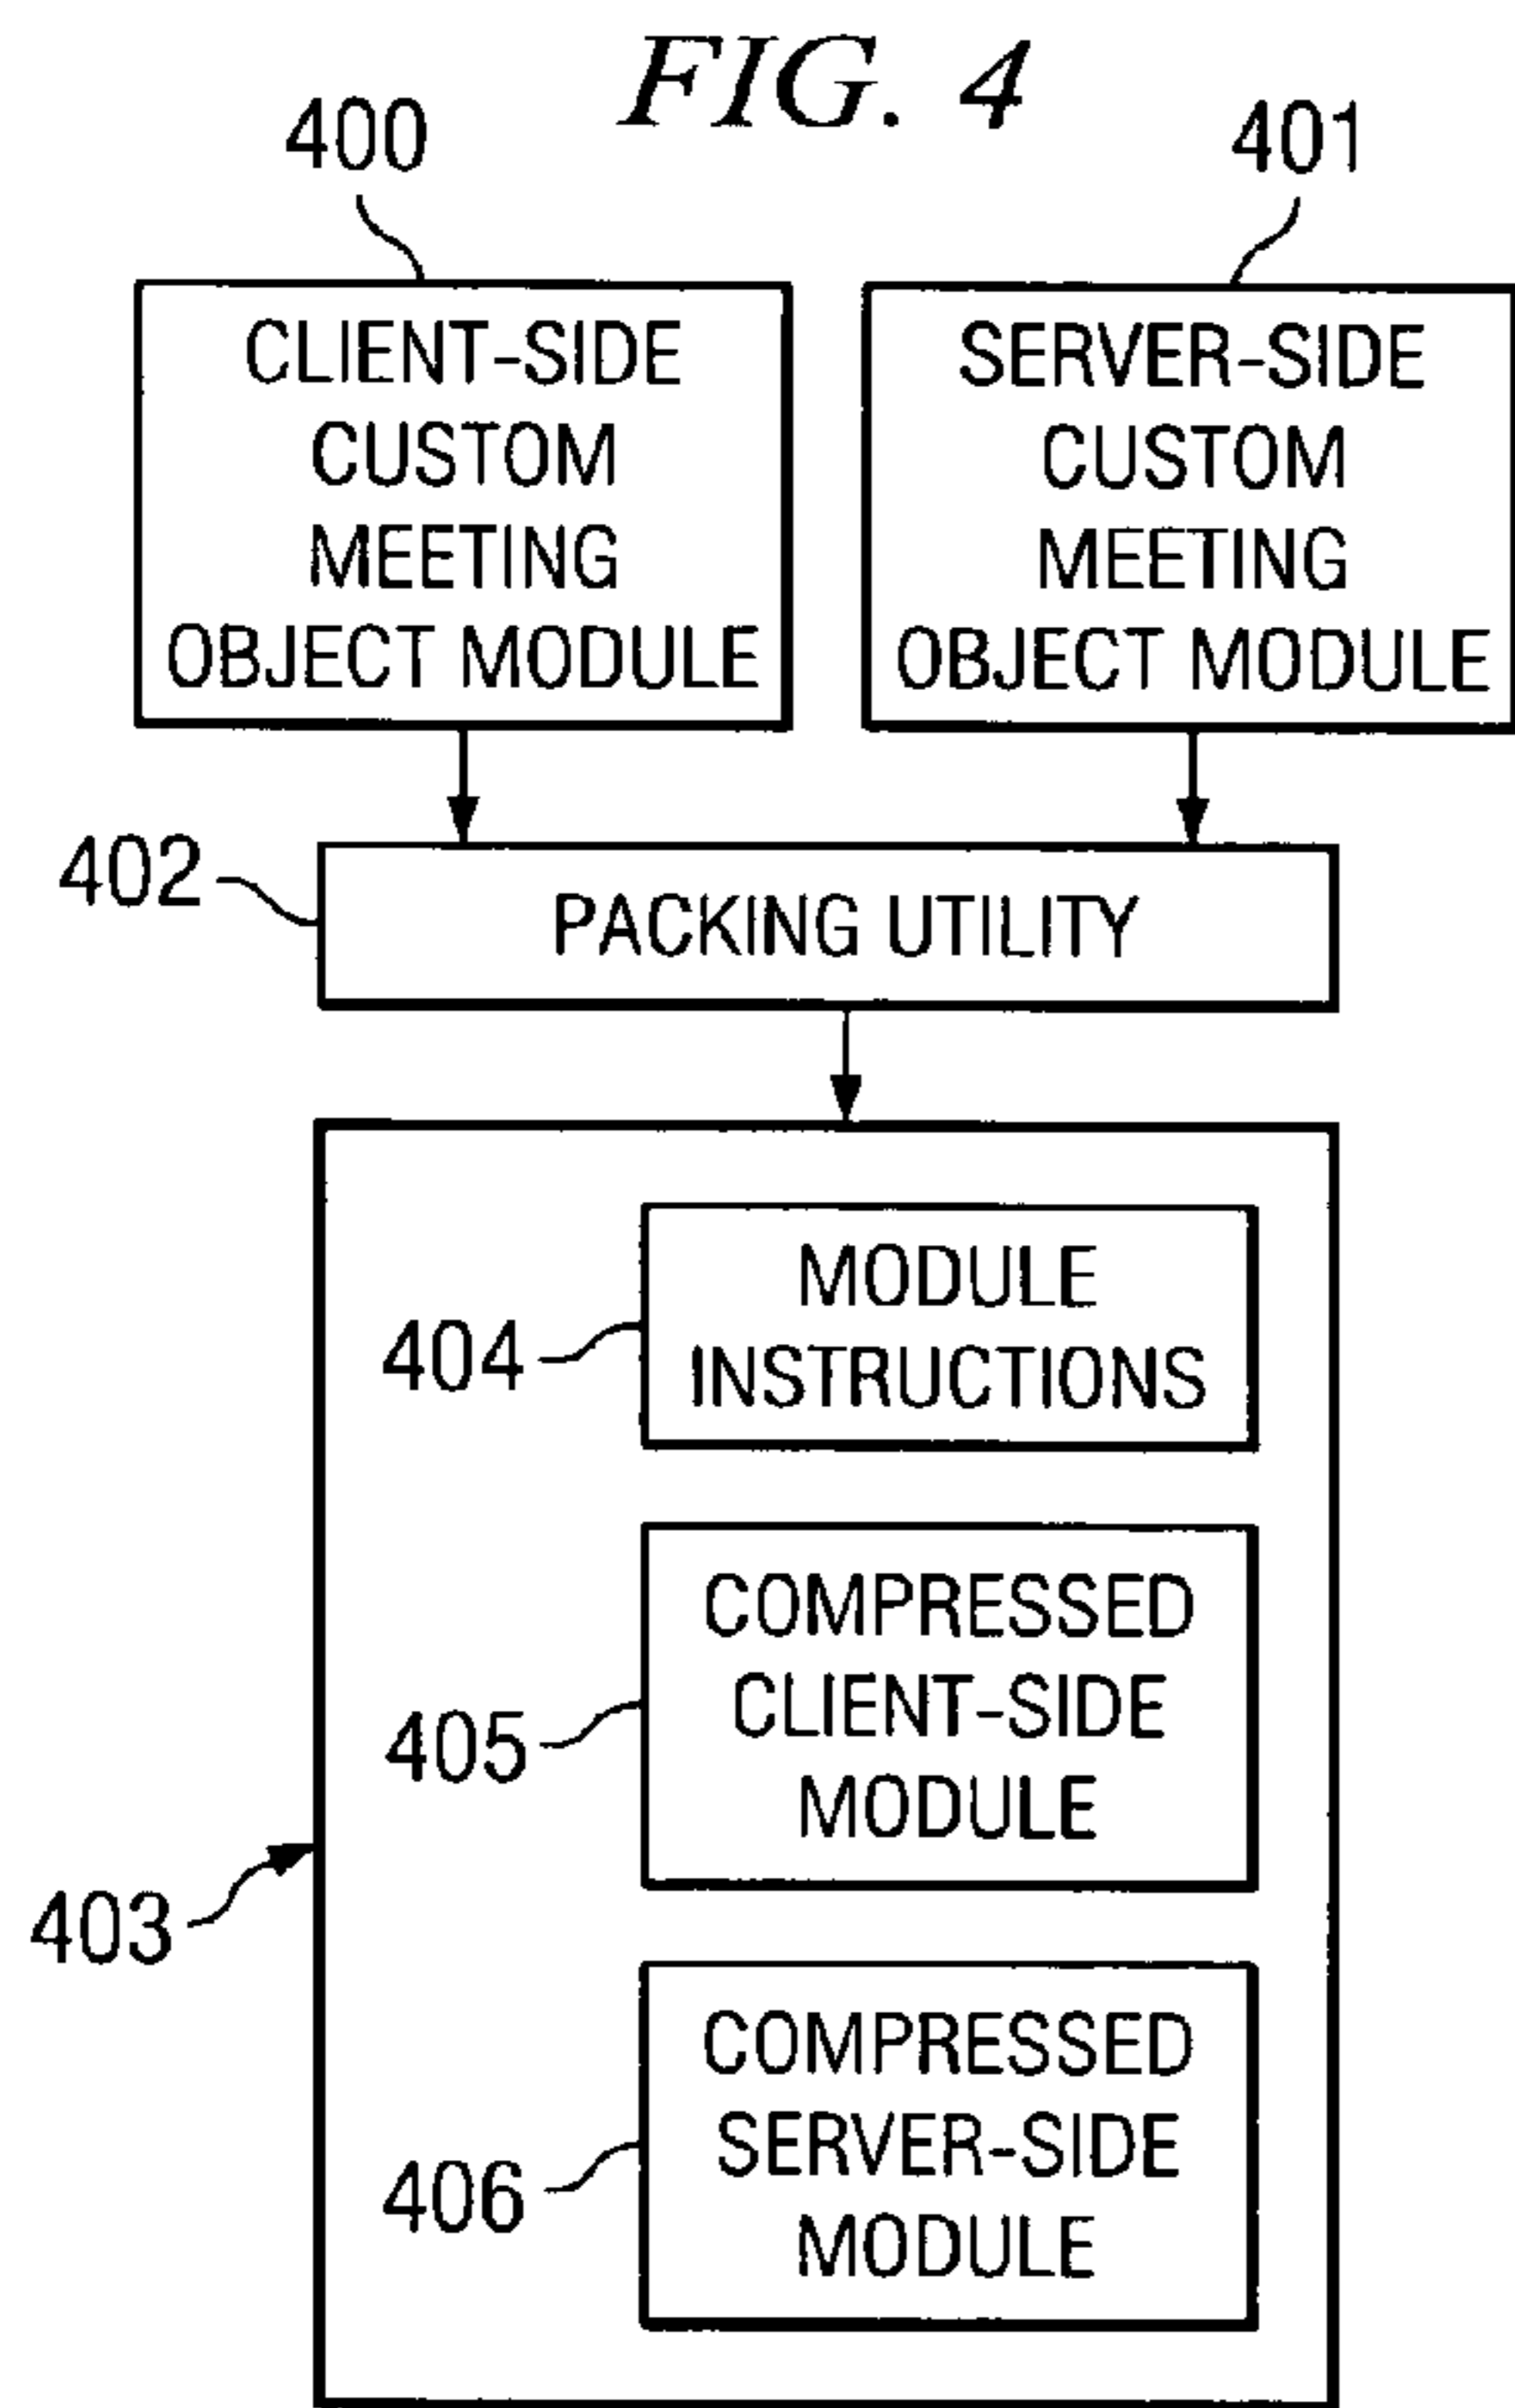 FIG. 4
400
401
CLIENT-SIDE
CUSTOM
MEETING
OBJECT MODULE
SERVER-SIDE
CUSTOM
MEETING
OBJECT MODULE
402
PACKING UTILITY
MODULE
INSTRUCTIONS
404
COMPRESSED
CLIENT-SIDE
MODULE
405
403
COMPRESSED
SERVER-SIDE
MODULE
406